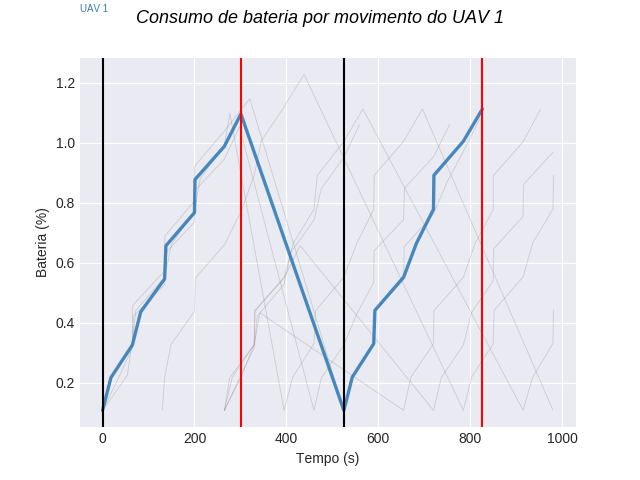 UAV 1
Consumo de bateria por movimento do UAV 1
1.2
1.0
0.8
0.6
0.4
0.2
Bateria (%)
0 200 400 600 800 1000
Tempo (s)